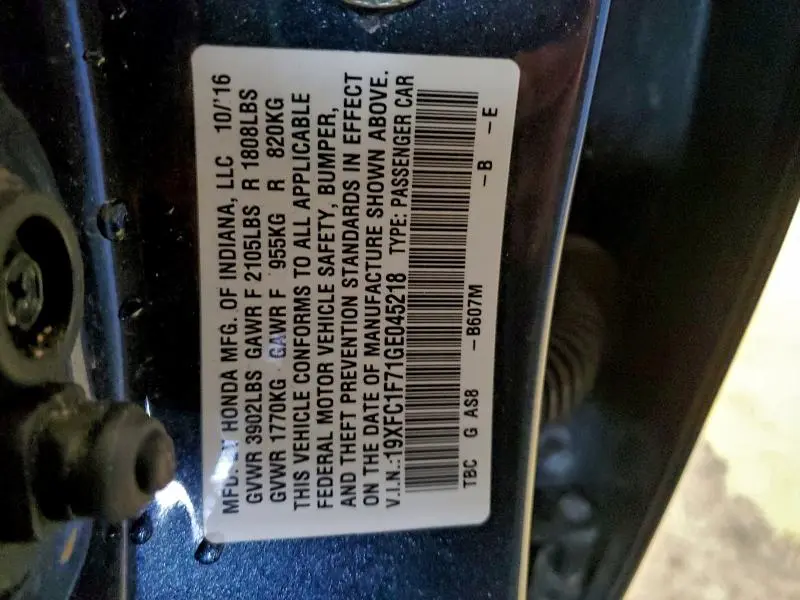 MFD. BY HONDA MFG. OF INDIANA, LLC 10/'16
GVWR 3902LBS GAWR F 2105LBS R 1808LBS
GVWR 1770KG GAWR F 955KG R 820KG
THIS VEHICLE CONFORMS TO ALL APPLICABLE
FEDERAL MOTOR VEHICLE SAFETY, BUMPER,
AND THEFT PREVENTION STANDARDS IN EFFECT
ON THE DATE OF MANUFACTURE SHOWN ABOVE.
V.I.N.:19XFC1F71GE045218 TYPE: PASSENGER CAR
TBC G AS8 -B607M -B -E